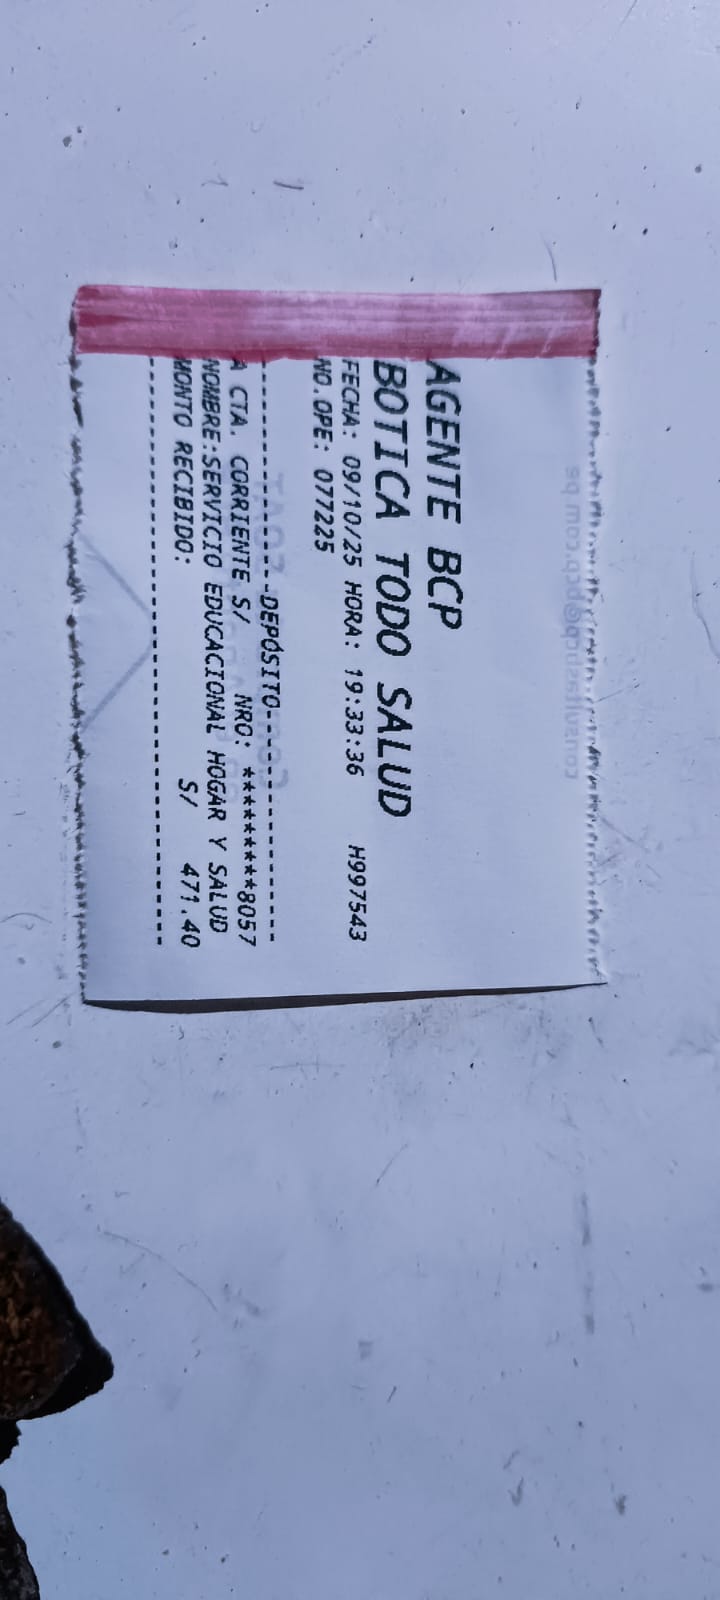 AGENTE BCP
BOTICA TODO SALUD
FECHA: 09/10/25 HORA: 19:33:36 H997543
NO.OPE: 077225
--------------------DEPÓSITO--------------------
A CTA. CORRIENTE S/ NRO: *********8057
NOMBRE:SERVICIO EDUCACIONAL HOGAR Y SALUD
MONTO RECIBIDO: S/ 471.40
------------------------------------------------